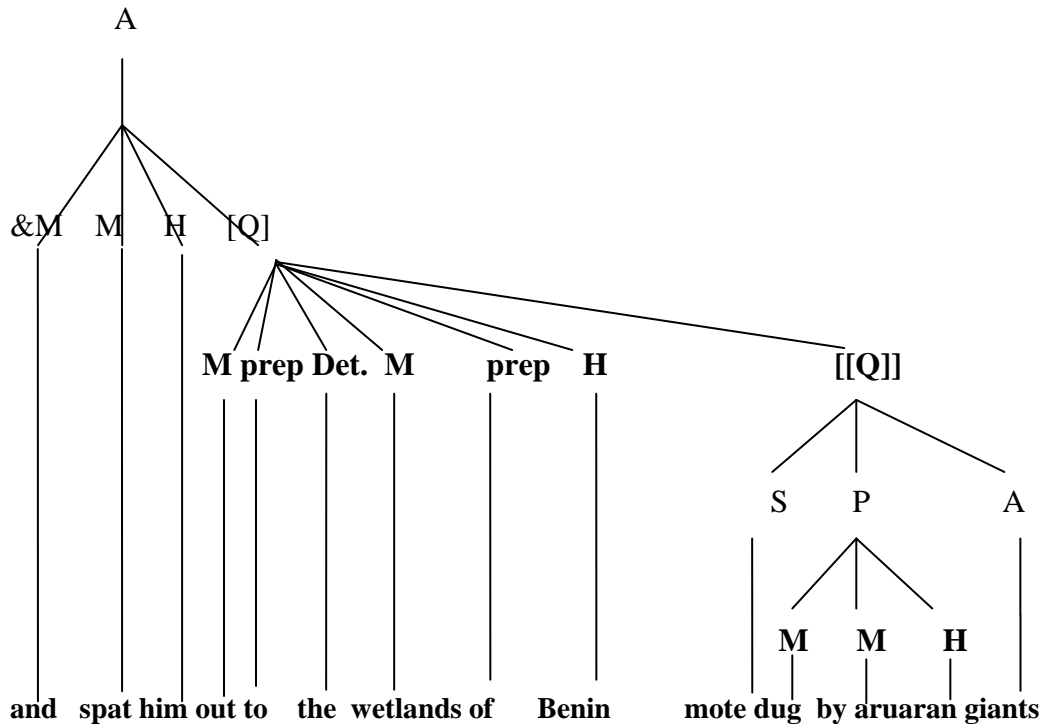 A
&M M H [Q]
M prep Det. M prep H [[Q]]
S P A
M M H
and spat him out to the wetlands of Benin mote dug by aruaran giants